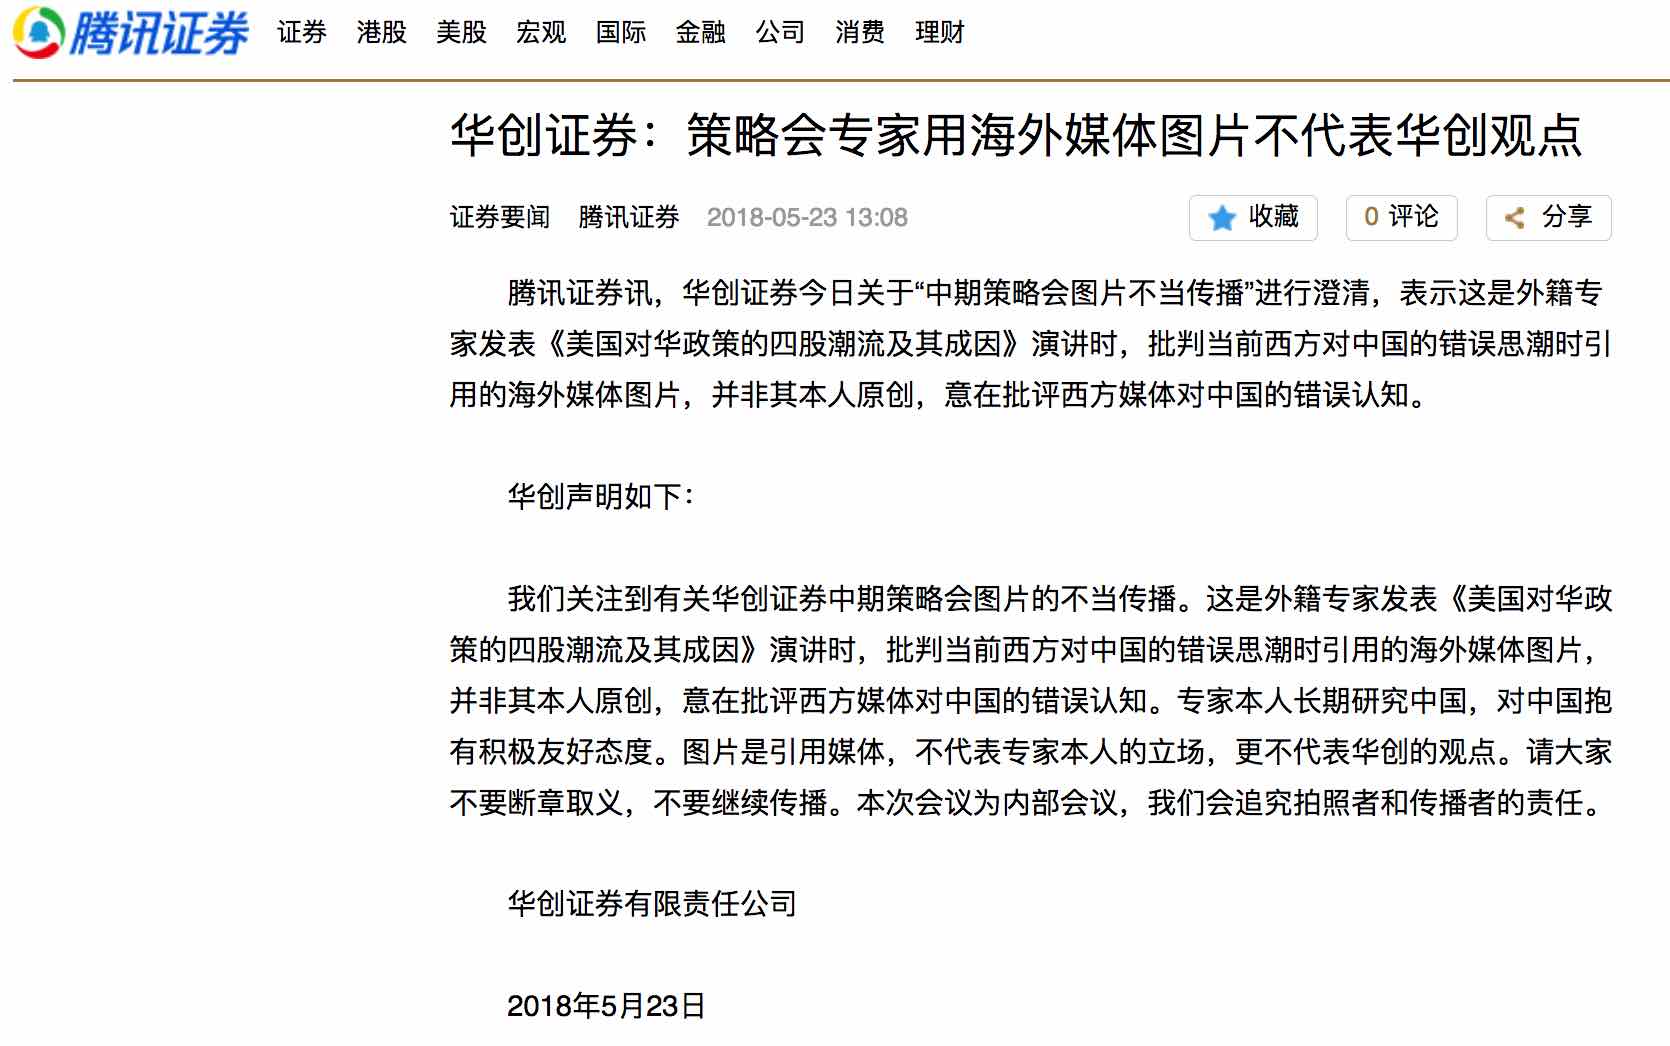 腾讯证券 证券 港股 美股 宏观 国际 金融 公司 消费 理财
华创证券：策略会专家用海外媒体图片不代表华创观点
证券要闻 腾讯证券 2018-05-23 13:08 收藏 0 评论 分享
腾讯证券讯，华创证券今日关于“中期策略会图片不当传播”进行澄清，表示这是外籍专
家发表《美国对华政策的四股潮流及其成因》演讲时，批判当前西方对中国的错误思潮时引
用的海外媒体图片，并非其本人原创，意在批评西方媒体对中国的错误认知。
华创声明如下：
我们关注到有关华创证券中期策略会图片的不当传播。这是外籍专家发表《美国对华政
策的四股潮流及其成因》演讲时，批判当前西方对中国的错误思潮时引用的海外媒体图片，
并非其本人原创，意在批评西方媒体对中国的错误认知。专家本人长期研究中国，对中国抱
有积极友好态度。图片是引用媒体，不代表专家本人的立场，更不代表华创的观点。请大家
不要断章取义，不要继续传播。本次会议为内部会议，我们会追究拍照者和传播者的责任。
华创证券有限责任公司
2018年5月23日